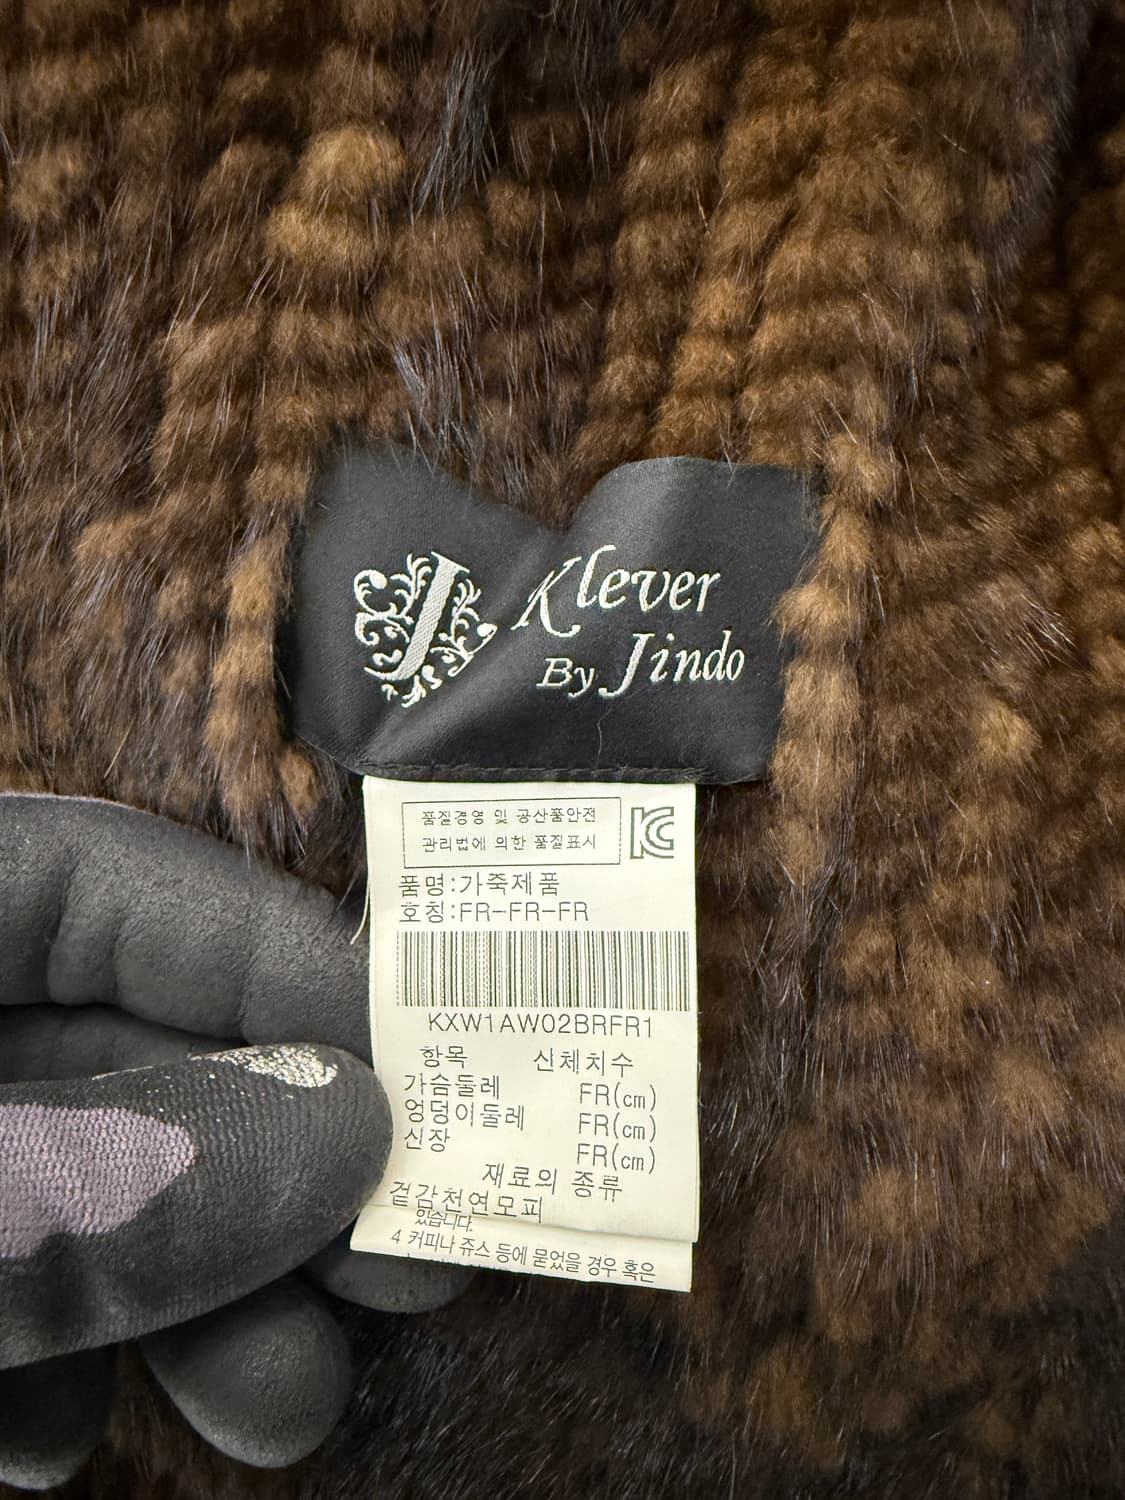 J
Klever
By Jindo
품질경영 및 공산품안전
관리법에 의한 품질표시
KC
품명:가죽제품
호칭:FR-FR-FR
KXW1AW02BRFR1
항목 신체치수
가슴둘레 FR(cm)
엉덩이둘레 FR(cm)
신장 FR(cm)
재료의 종류
겉감천연모피
있습니다.
4 커피나 쥬스 등에 묻었을 경우 혹은